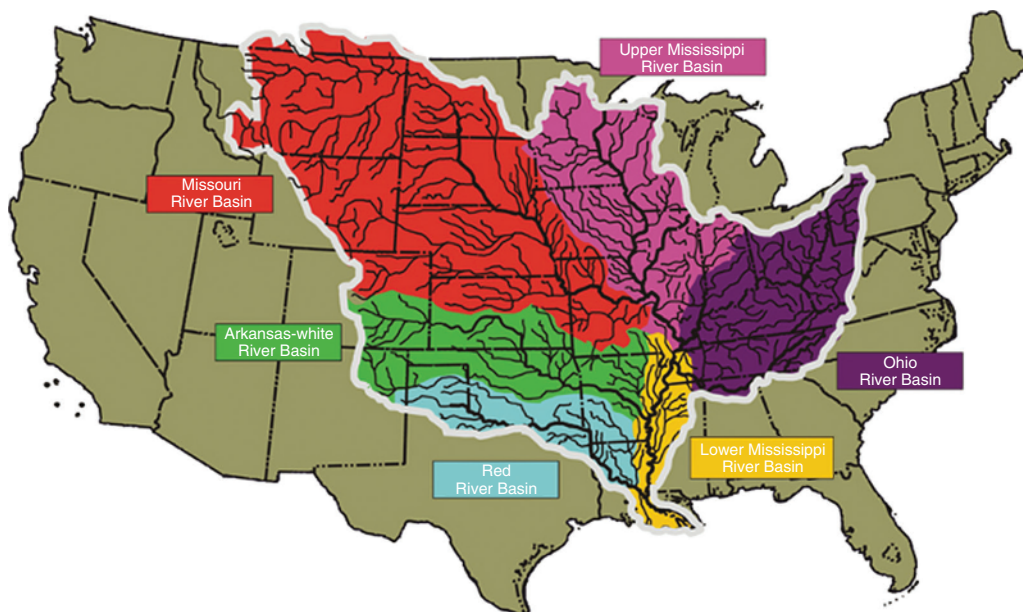 Upper Mississippi
River Basin
Missouri
River Basin
Arkansas-white
River Basin
Ohio
River Basin
Lower Mississippi
River Basin
Red
River Basin